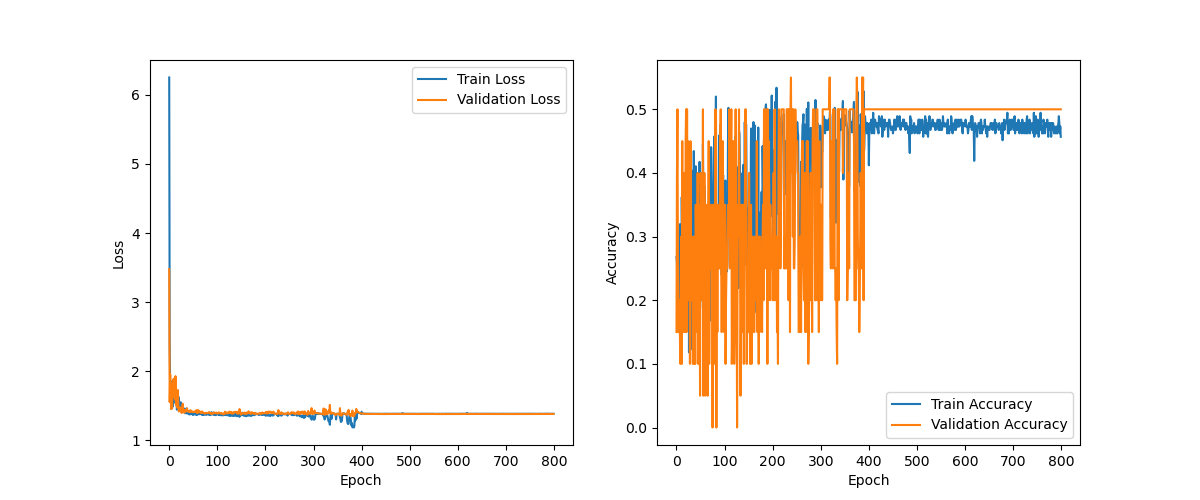 Train Loss
Validation Loss
6
5
4
3
2
1
Loss
0 100 200 300 400 500 600 700 800
Epoch
0.5
0.4
0.3
0.2
0.1
0.0
Accuracy
Train Accuracy
Validation Accuracy
0 100 200 300 400 500 600 700 800
Epoch